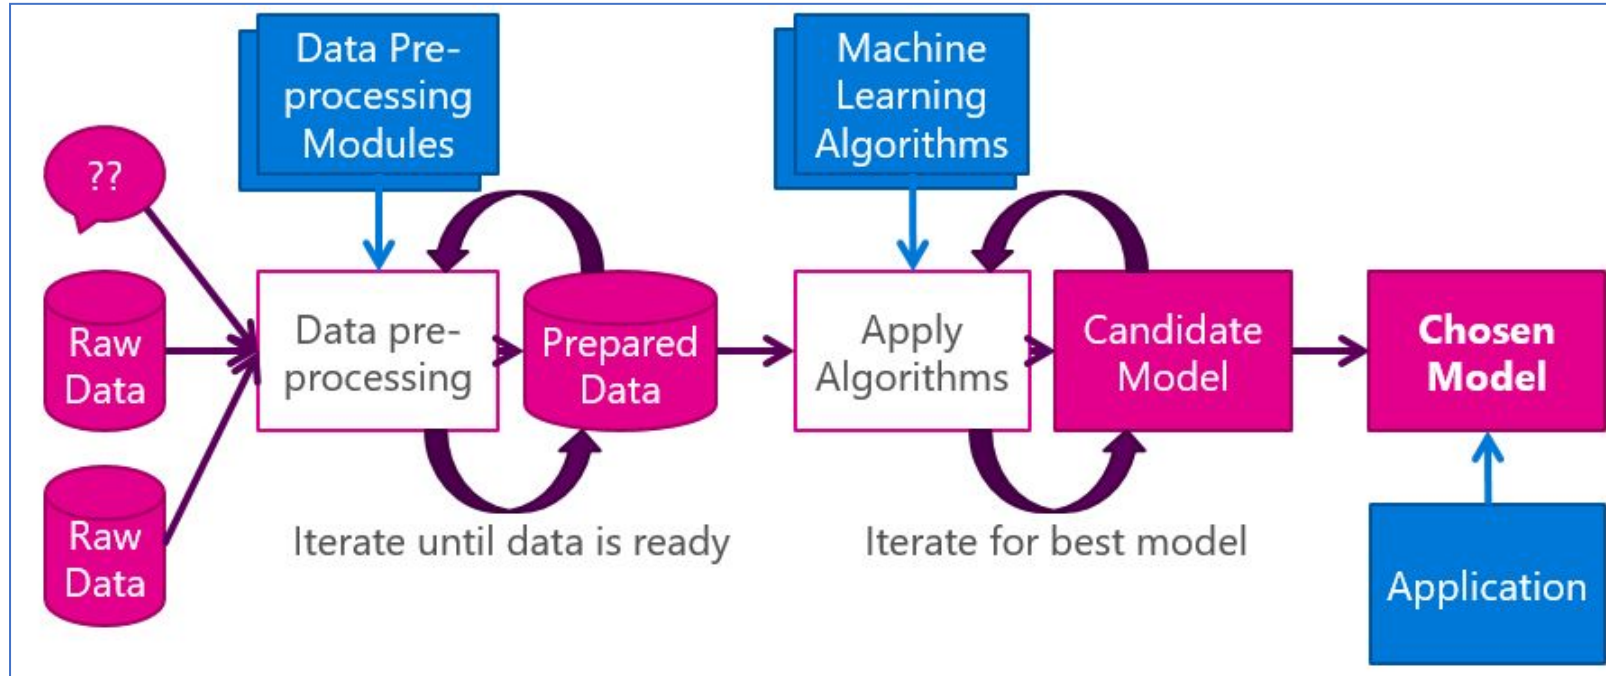 Data Pre-
processing
Modules
Machine
Learning
Algorithms
??
Raw
Data
Data pre-
processing
Prepared
Data
Apply
Algorithms
Candidate
Model
Chosen
Model
Raw
Data
Iterate until data is ready
Iterate for best model
Application